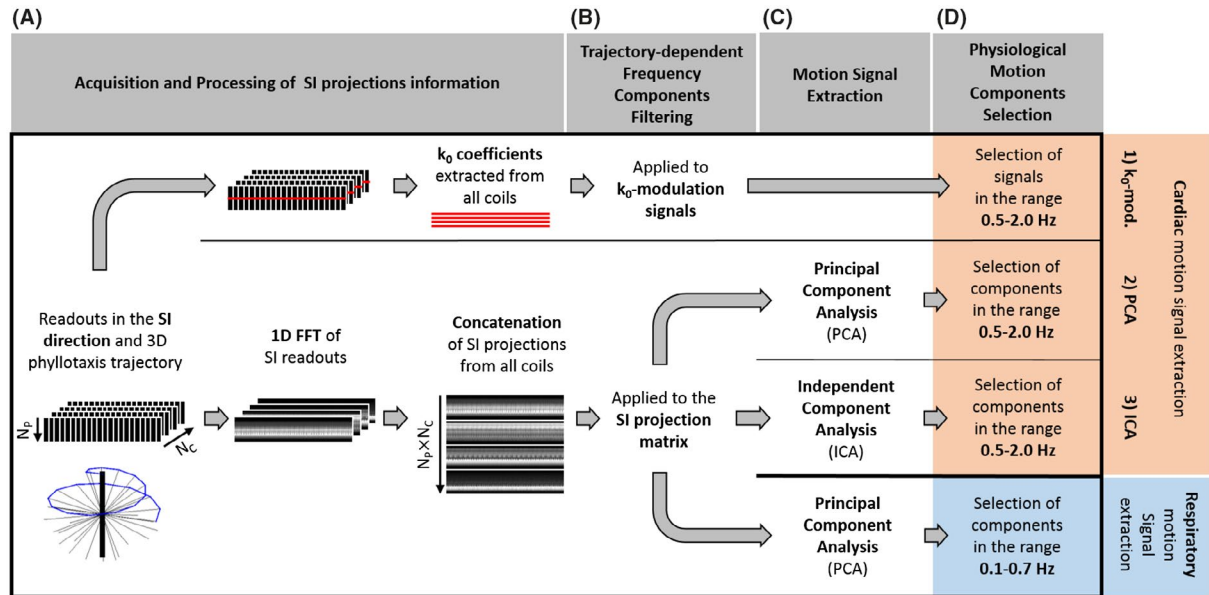 (A)
(B)
(C)
(D)
Acquisition and Processing of SI projections information
Trajectory-dependent
Frequency
Components
Filtering
Motion Signal
Extraction
Physiological
Motion
Components
Selection
k₀ coefficients
extracted from
all coils
Applied to
k₀-modulation
signals
Selection of
signals
in the range
0.5-2.0 Hz
1) k₀-mod.
Cardiac motion signal extraction
Readouts in the SI
direction and 3D
phyllotaxis trajectory
Nₚ
N_C
1D FFT of
SI readouts
Concatenation
of SI projections
from all coils
Nₚ×N_C
Applied to the
SI projection
matrix
Principal
Component
Analysis
(PCA)
Selection of
components
in the range
0.5-2.0 Hz
2) PCA
Independent
Component
Analysis
(ICA)
Selection of
components
in the range
0.5-2.0 Hz
3) ICA
Principal
Component
Analysis
(PCA)
Selection of
components
in the range
0.1-0.7 Hz
Respiratory
motion
Signal
extraction